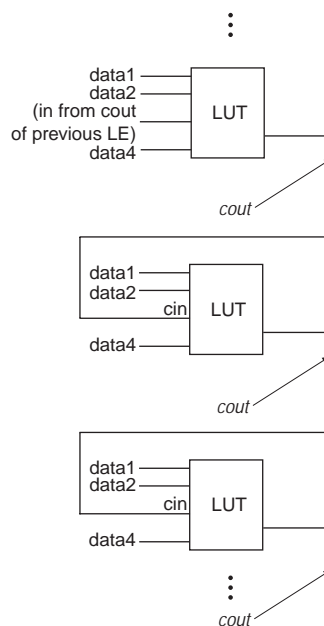 data1
data2
(in from cout
of previous LE)
data4
LUT
cout
data1
data2
cin
data4
LUT
cout
data1
data2
cin
data4
LUT
cout